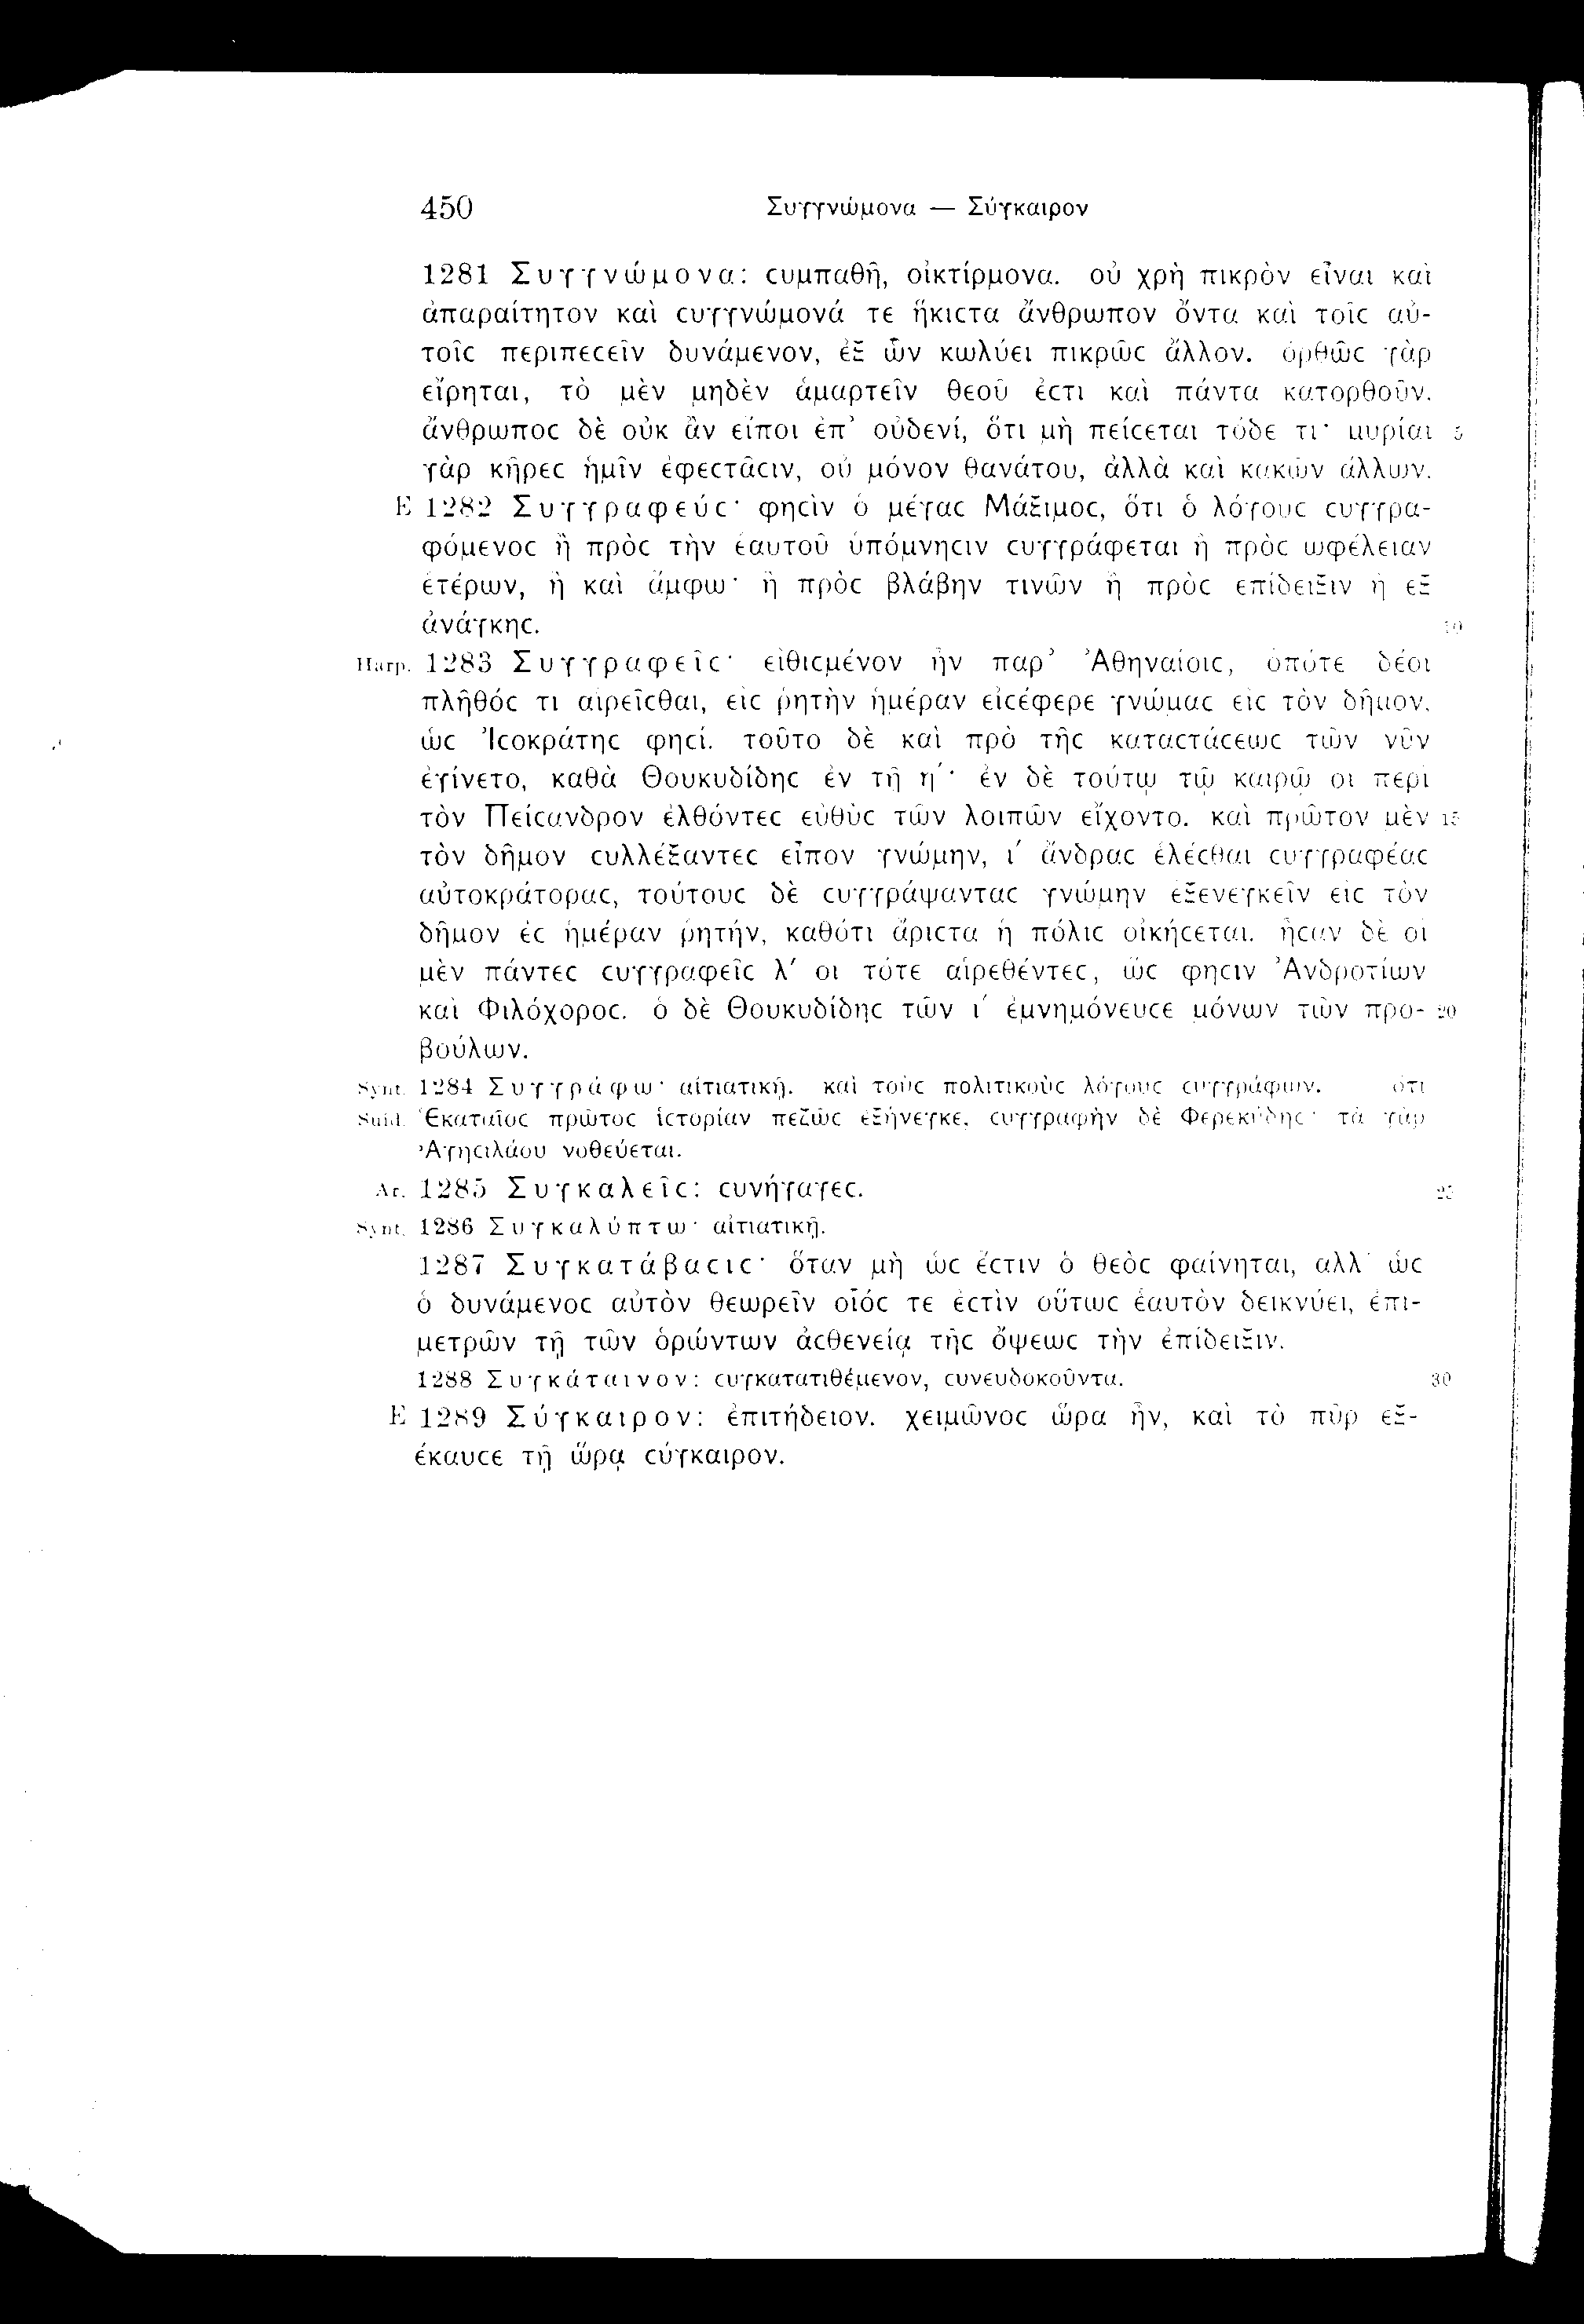 450 Συγγνώμονα — Σύγκαιρον
1281 Συγγνώμονα: ϲυμπαθῆ, οἰκτίρμονα. οὐ χρὴ πικρὸν εἶναι καὶ
ἀπαραίτητον καὶ ϲυγγνώμονά τε ἥκιϲτα ἄνθρωπον ὄντα καὶ τοῖϲ αὐ-
τοῖϲ περιπεϲεῖν δυνάμενον, ἐξ ὧν κωλύει πικρῶϲ ἄλλον. ὀρθῶϲ γὰρ
εἴρηται, τὸ μὲν μηδὲν ἁμαρτεῖν θεοῦ ἐϲτι καὶ πάντα κατορθοῦν.
ἄνθρωποϲ δὲ οὐκ ἂν εἴποι ἐπ’ οὐδενί, ὅτι μὴ πείϲεται τόδε τι· μυρίαι 5
γὰρ κῆρεϲ ἡμῖν ἐφεϲτᾶϲιν, οὐ μόνον θανάτου, ἀλλὰ καὶ κακῶν ἄλλων.
E 1282 Συγγραφεύϲ· φηϲὶν ὁ μέγαϲ Μάξιμοϲ, ὅτι ὁ λόγουϲ ϲυγγρα-
φόμενοϲ ἢ πρὸϲ τὴν ἑαυτοῦ ὑπόμνηϲιν ϲυγγράφεται ἢ πρὸϲ ὠφέλειαν
ἑτέρων, ἢ καὶ ἄμφω· ἢ πρὸϲ βλάβην τινῶν ἢ πρὸϲ ἐπίδειξιν ἢ ἐξ
ἀνάγκηϲ. 10
Harp. 1283 Συγγραφεῖϲ· εἰθιϲμένον ἦν παρ’ Ἀθηναίοιϲ, ὁπότε δέοι
πλῆθόϲ τι αἱρεῖϲθαι, εἰϲ ῥητὴν ἡμέραν εἰϲέφερε γνώμαϲ εἰϲ τὸν δῆμον,
ὡϲ Ἰϲοκράτηϲ φηϲί. τοῦτο δὲ καὶ πρὸ τῆϲ καταϲτάϲεωϲ τῶν νῦν
ἐγίνετο, καθὰ Θουκυδίδηϲ ἐν τῇ η΄· ἐν δὲ τούτῳ τῷ καιρῷ οἱ περὶ
τὸν Πείϲανδρον ἐλθόντεϲ εὐθὺϲ τῶν λοιπῶν εἴχοντο. καὶ πρῶτον μὲν 15
τὸν δῆμον ϲυλλέξαντεϲ εἶπον γνώμην, ι΄ ἄνδραϲ ἑλέϲθαι ϲυγγραφέαϲ
αὐτοκράτοραϲ, τούτουϲ δὲ ϲυγγράψανταϲ γνώμην ἐξενεγκεῖν εἰϲ τὸν
δῆμον ἐϲ ἡμέραν ῥητήν, καθότι ἄριϲτα ἡ πόλιϲ οἰκήϲεται. ἦϲαν δὲ οἱ
μὲν πάντεϲ ϲυγγραφεῖϲ λ΄ οἱ τότε αἱρεθέντεϲ, ὥϲ φηϲιν Ἀνδροτίων
καὶ Φιλόχοροϲ. ὁ δὲ Θουκυδίδηϲ τῶν ι΄ ἐμνημόνευϲε μόνων τῶν προ- 20
βούλων.
Synt. 1284 Συγγράφω· αἰτιατικῇ. καὶ τοὺϲ πολιτικοὺϲ λόγουϲ ϲυγγράφων. ὅτι
Suid. Ἑκαταῖοϲ πρῶτοϲ ἱϲτορίαν πεζῶϲ ἐξήνεγκε, ϲυγγραφὴν δὲ Φερεκύδηϲ· τὰ γὰρ
Ἀγηϲιλάου νοθεύεται.
Ar. 1285 Συγκαλεῖϲ: ϲυνήγαγεϲ. 25
Synt. 1286 Συγκαλύπτω· αἰτιατικῇ.
1287 Συγκατάβαϲιϲ· ὅταν μὴ ὡϲ ἔϲτιν ὁ θεὸϲ φαίνηται, ἀλλ’ ὡϲ
ὁ δυνάμενοϲ αὐτὸν θεωρεῖν οἷόϲ τε ἐϲτὶν οὕτωϲ ἑαυτὸν δεικνύει, ἐπι-
μετρῶν τῇ τῶν ὁρώντων ἀϲθενείᾳ τῆϲ ὄψεωϲ τὴν ἐπίδειξιν.
1288 Συγκάταινον: ϲυγκατατιθέμενον, ϲυνευδοκοῦντα. 30
E 1289 Σύγκαιρον: ἐπιτήδειον. χειμῶνοϲ ὥρα ἦν, καὶ τὸ πῦρ ἐξ-
έκαυϲε τῇ ὥρᾳ ϲύγκαιρον.